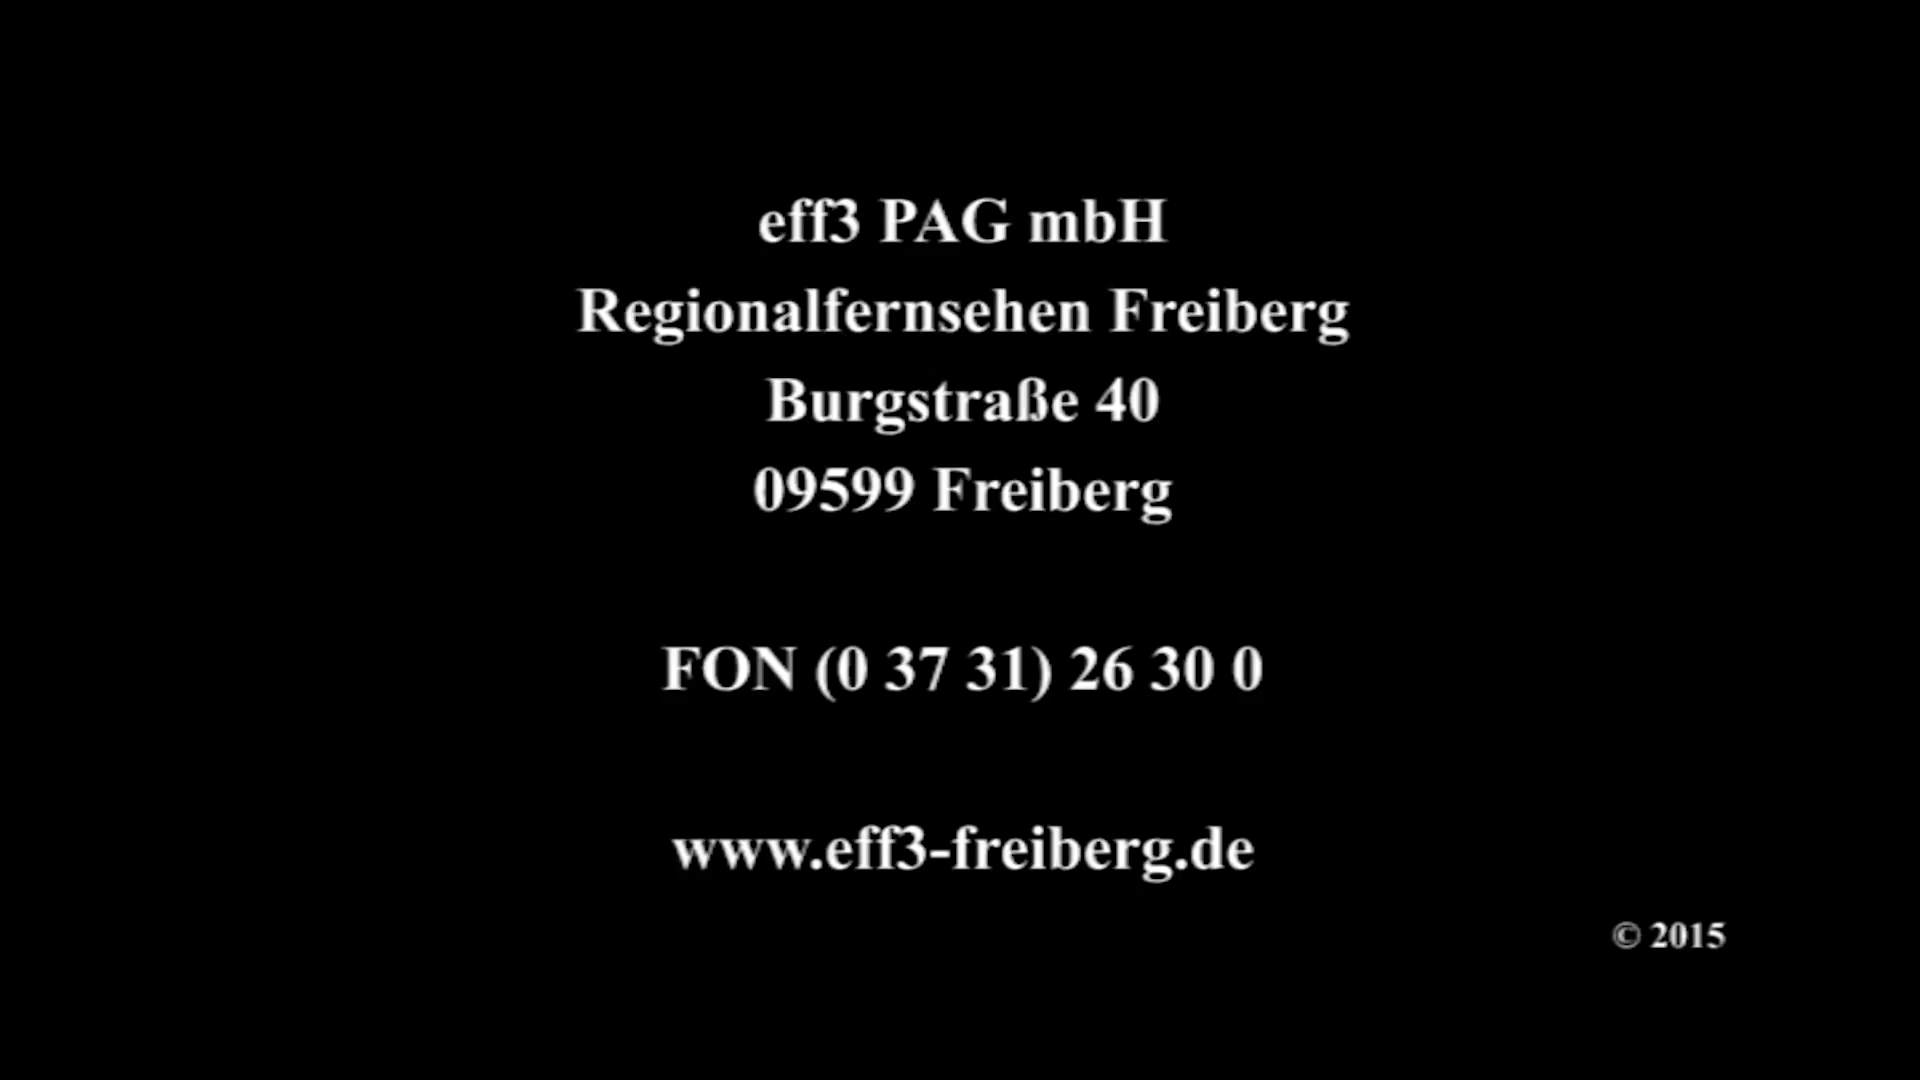 eff3 PAG mbH
Regionalfernsehen Freiberg
Burgstraße 40
09599 Freiberg
FON (0 37 31) 26 30 0
www.eff3-freiberg.de
© 2015